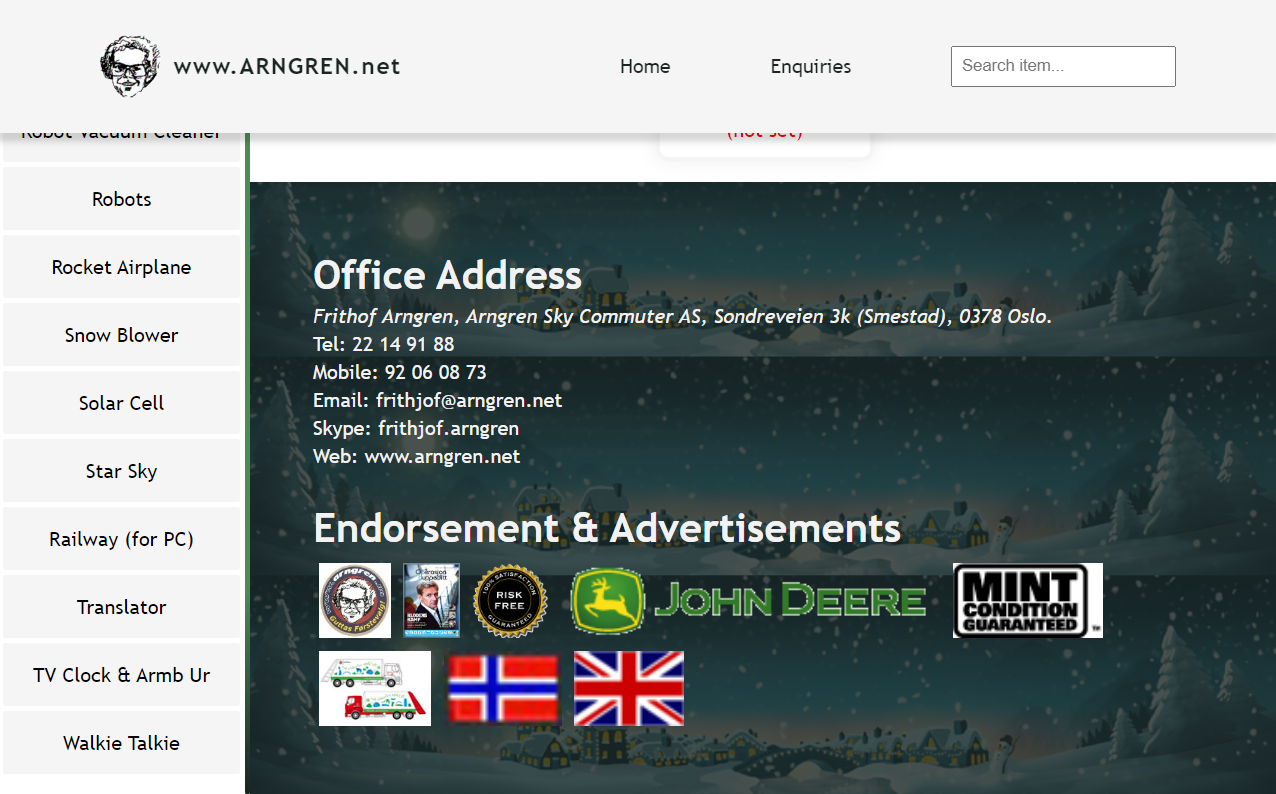 www.ARNGREN.net
Home
Enquiries
Search item...
Robot Vacuum Cleaner
(not set)
Robots
Rocket Airplane
Snow Blower
Solar Cell
Star Sky
Railway (for PC)
Translator
TV Clock & Armb Ur
Walkie Talkie
Office Address
Frithof Arngren, Arngren Sky Commuter AS, Sondreveien 3k (Smestad), 0378 Oslo.
Tel: 22 14 91 88
Mobile: 92 06 08 73
Email: frithjof@arngren.net
Skype: frithjof.arngren
Web: www.arngren.net
Endorsement & Advertisements
arngren
Guttas Førstevalg!
100% SATISFACTION
RISK
FREE
GUARANTEED
JOHN DEERE
MINT
CONDITION
GUARANTEED
TM